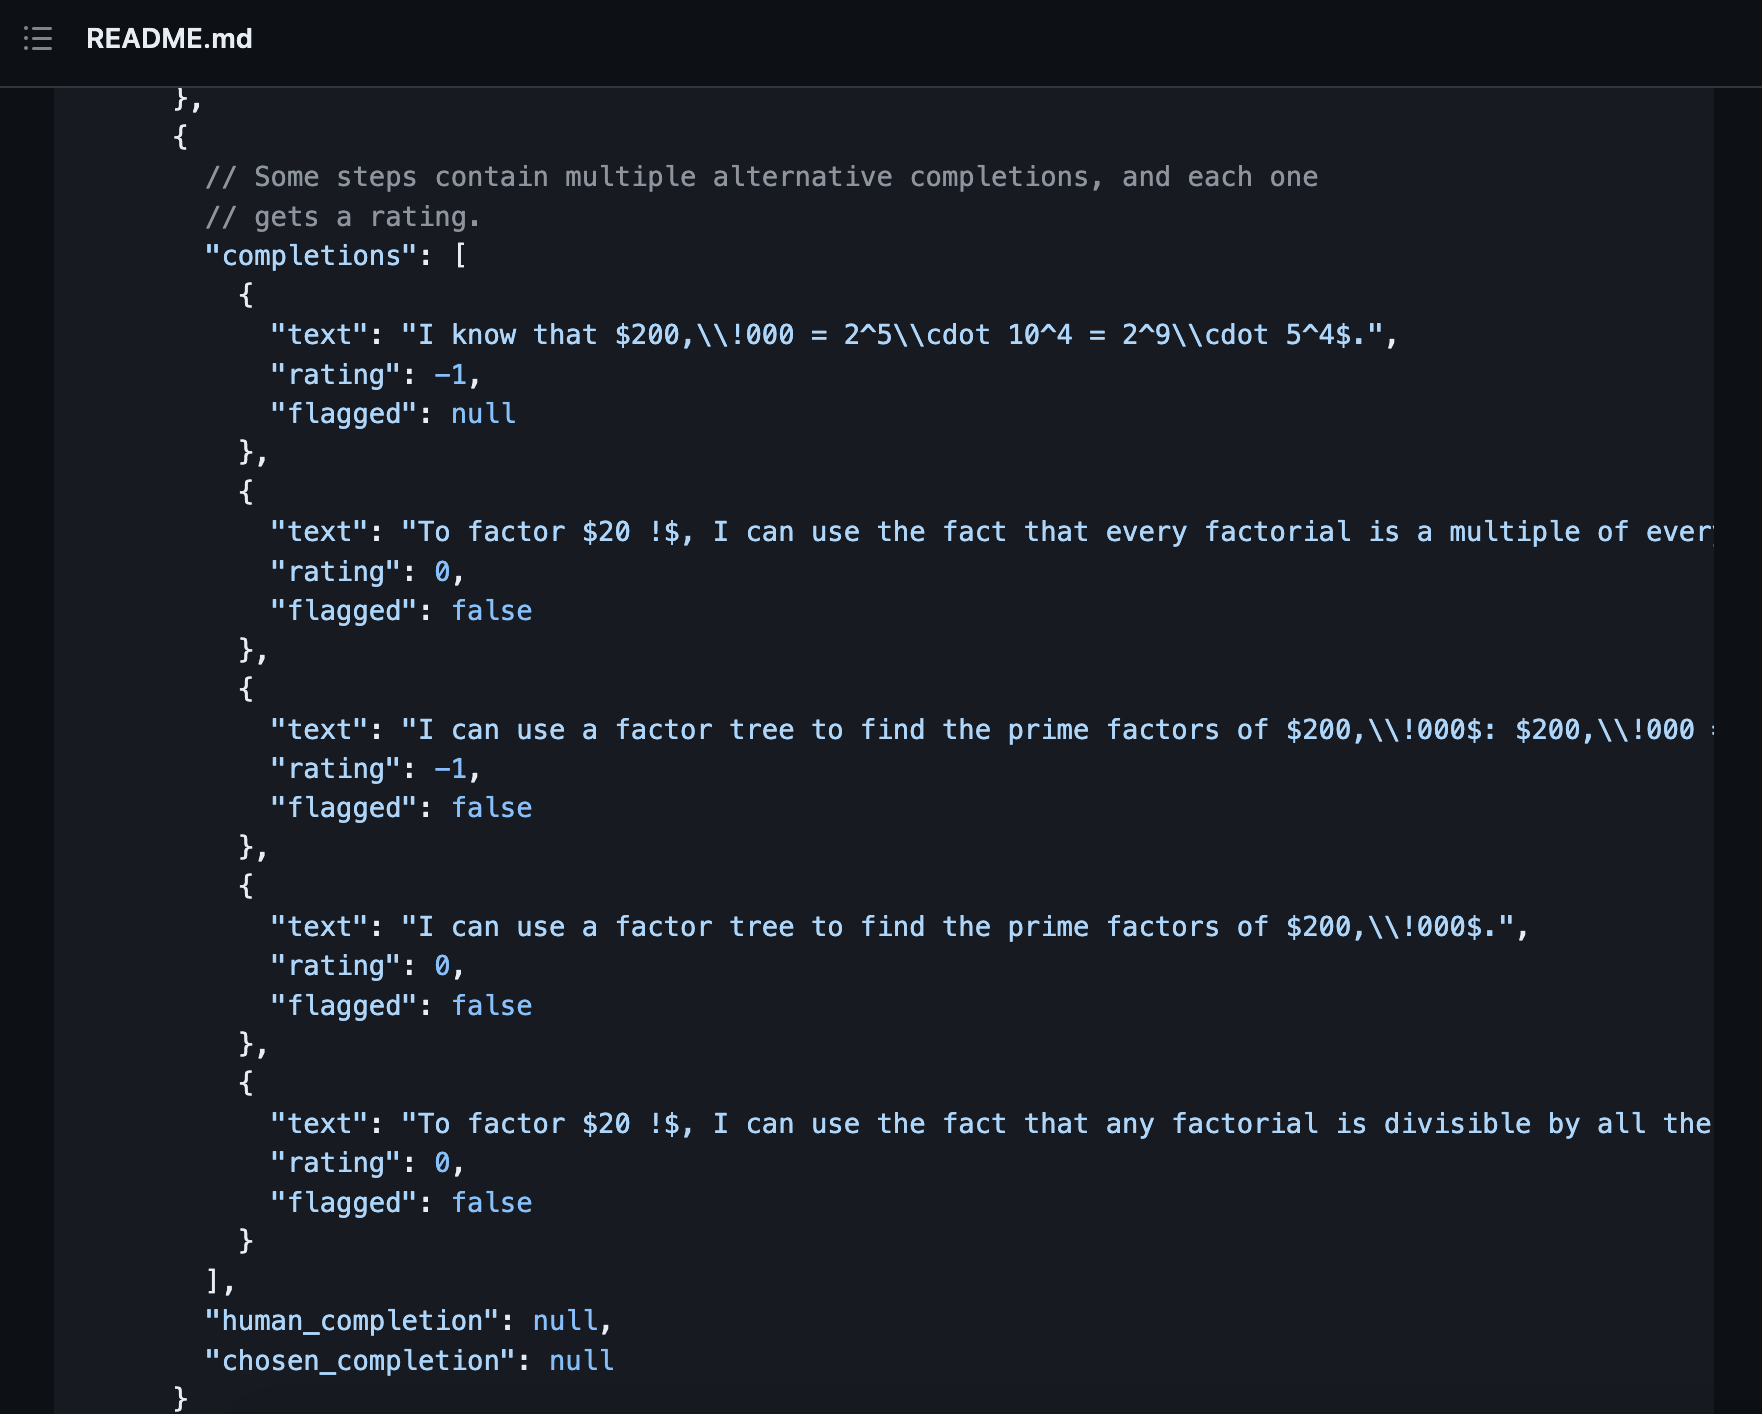 README.md
},
{
// Some steps contain multiple alternative completions, and each one
// gets a rating.
"completions": [
{
"text": "I know that $200,\\!000 = 2^5\\cdot 10^4 = 2^9\\cdot 5^4$.",
"rating": -1,
"flagged": null
},
{
"text": "To factor $20 !$, I can use the fact that every factorial is a multiple of ever
"rating": 0,
"flagged": false
},
{
"text": "I can use a factor tree to find the prime factors of $200,\\!000$: $200,\\!000 =
"rating": -1,
"flagged": false
},
{
"text": "I can use a factor tree to find the prime factors of $200,\\!000$.",
"rating": 0,
"flagged": false
},
{
"text": "To factor $20 !$, I can use the fact that any factorial is divisible by all the
"rating": 0,
"flagged": false
}
],
"human_completion": null,
"chosen_completion": null
}